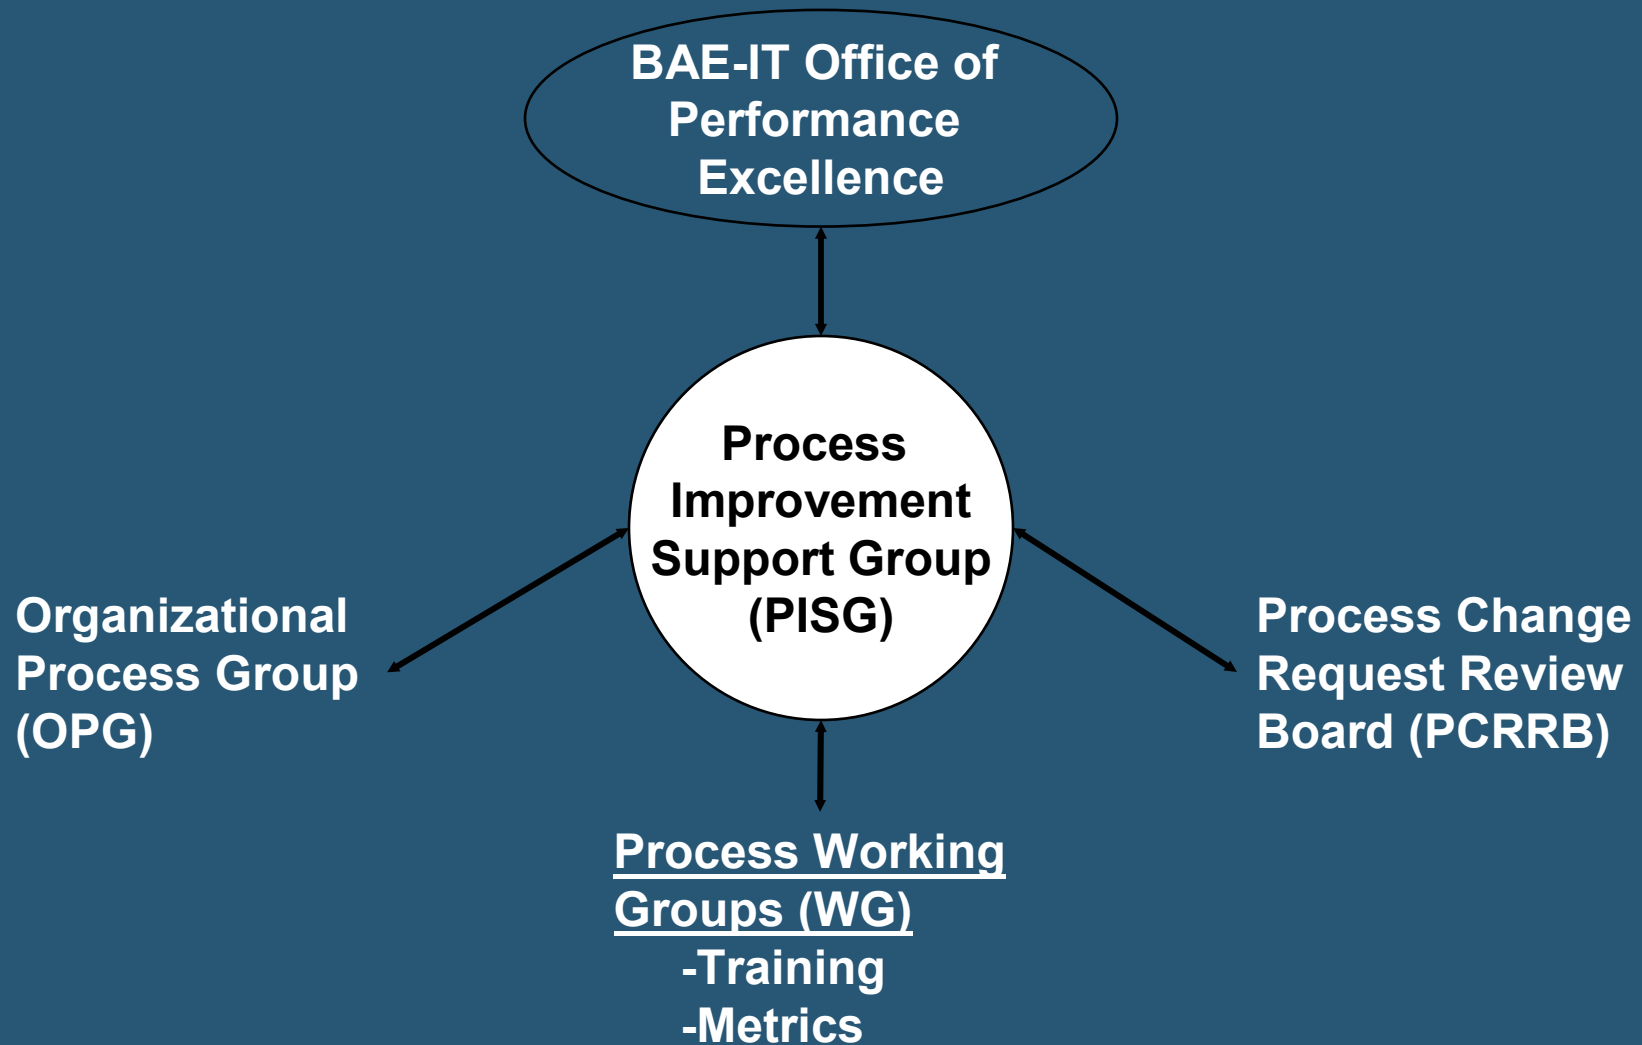 BAE-IT Office of
Performance
Excellence
Process
Improvement
Support Group
(PISG)
Organizational
Process Group
(OPG)
Process Change
Request Review
Board (PCRRB)
Process Working
Groups (WG)
-Training
-Metrics